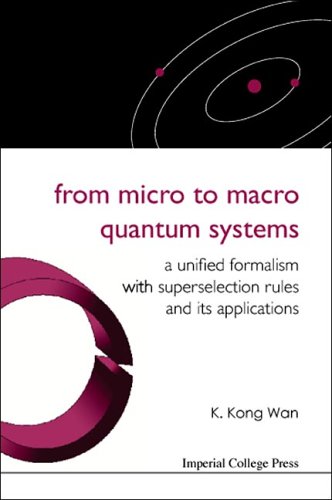 from micro to macro
quantum systems
a unified formalism
with superselection rules
and its applications
K. Kong Wan
Imperial College Press